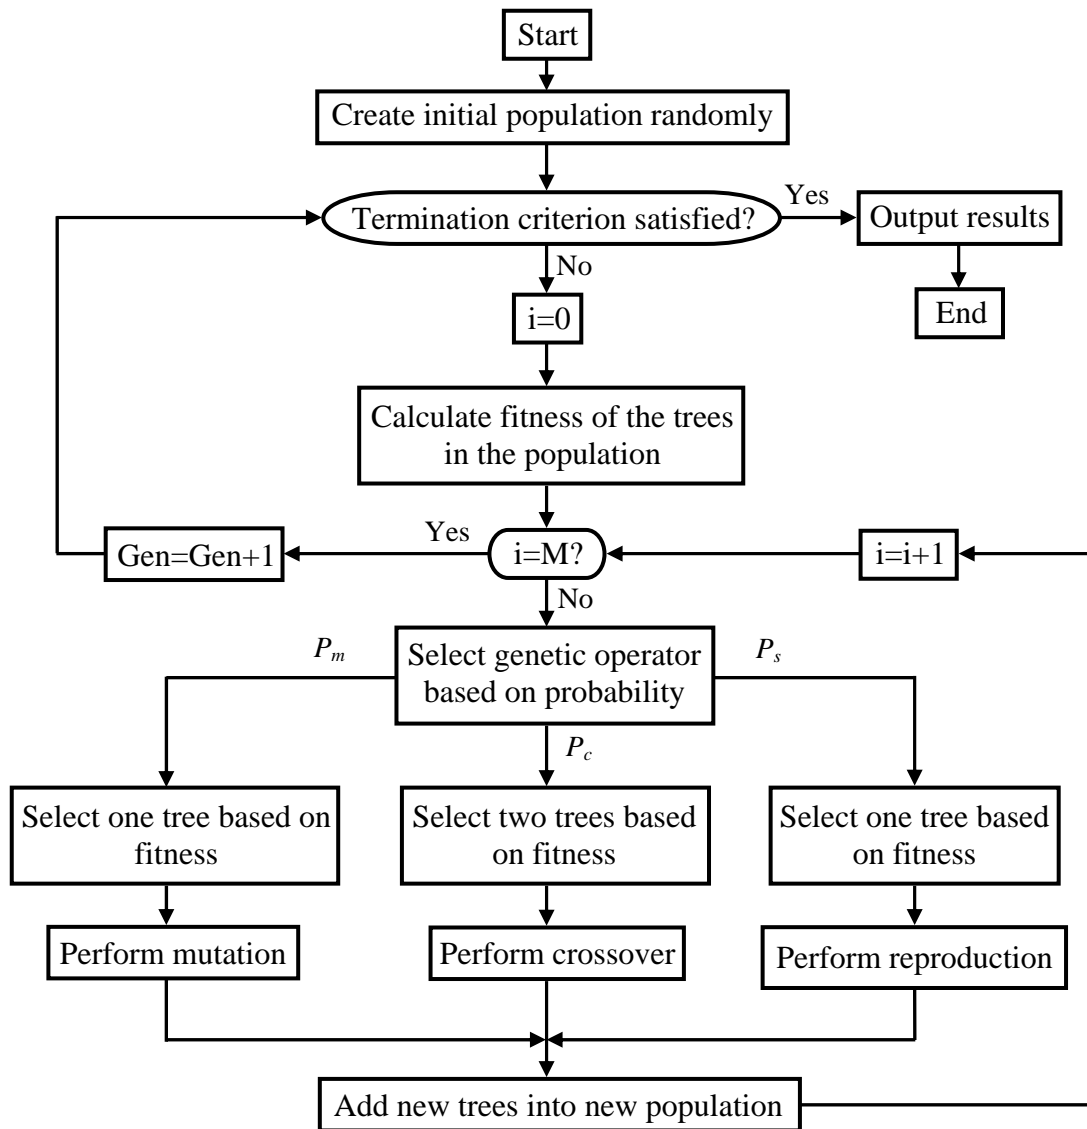 Start
Create initial population randomly
Termination criterion satisfied?
Yes
Output results
End
No
i=0
Calculate fitness of the trees
in the population
i=M?
Yes
Gen=Gen+1
i=i+1
No
Select genetic operator
based on probability
P_m
P_s
P_c
Select one tree based on
fitness
Select two trees based
on fitness
Select one tree based
on fitness
Perform mutation
Perform crossover
Perform reproduction
Add new trees into new population